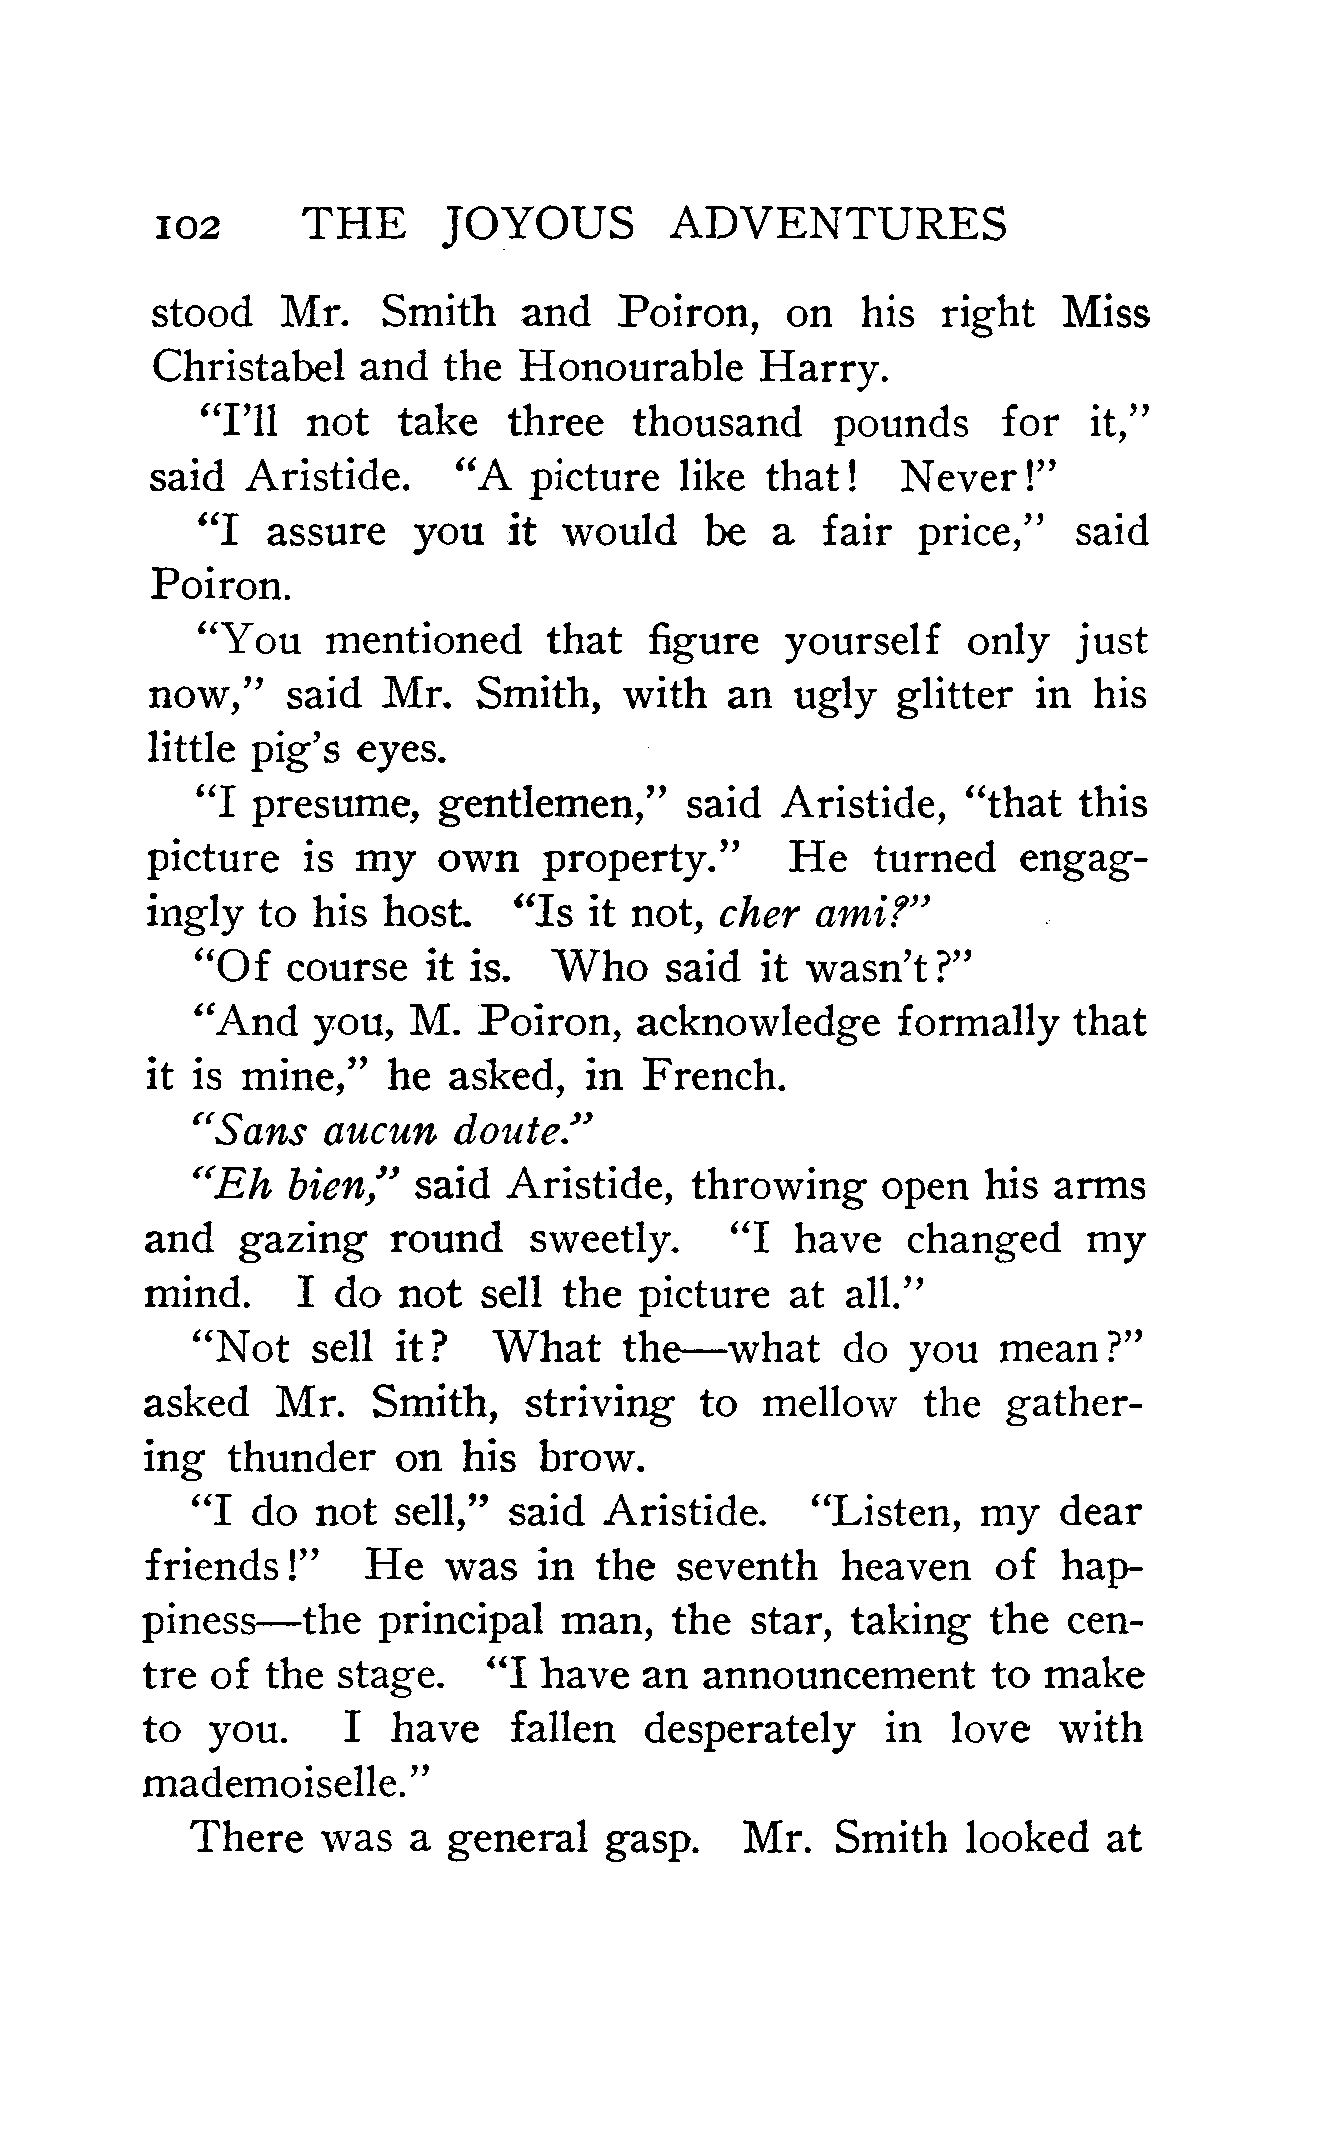 102 THE JOYOUS ADVENTURES
stood Mr. Smith and Poiron, on his right Miss
Christabel and the Honourable Harry.
"I'll not take three thousand pounds for it,"
said Aristide. "A picture like that! Never!"
"I assure you it would be a fair price," said
Poiron.
"You mentioned that figure yourself only just
now," said Mr. Smith, with an ugly glitter in his
little pig's eyes.
"I presume, gentlemen," said Aristide, "that this
picture is my own property." He turned engag-
ingly to his host. "Is it not, cher ami?"
"Of course it is. Who said it wasn't?"
"And you, M. Poiron, acknowledge formally that
it is mine," he asked, in French.
"Sans aucun doute."
"Eh bien," said Aristide, throwing open his arms
and gazing round sweetly. "I have changed my
mind. I do not sell the picture at all."
"Not sell it? What the—what do you mean?"
asked Mr. Smith, striving to mellow the gather-
ing thunder on his brow.
"I do not sell," said Aristide. "Listen, my dear
friends!" He was in the seventh heaven of hap-
piness—the principal man, the star, taking the cen-
tre of the stage. "I have an announcement to make
to you. I have fallen desperately in love with
mademoiselle."
There was a general gasp. Mr. Smith looked at